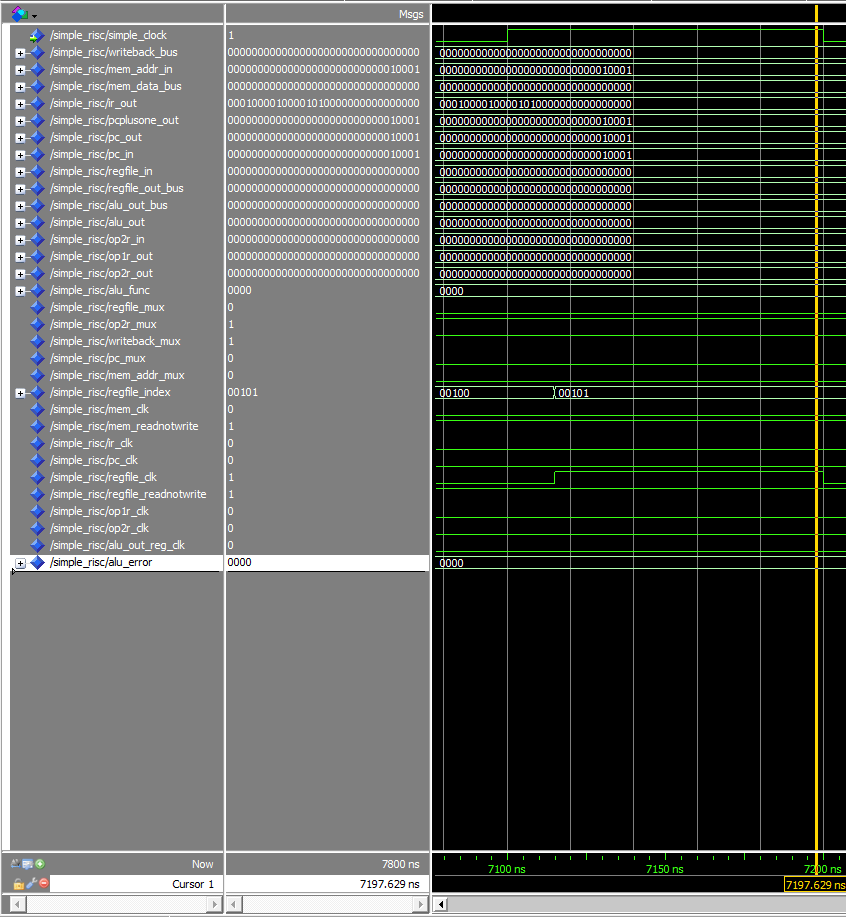 Msgs
/simple_risc/simple_clock 1
/simple_risc/writeback_bus 00000000000000000000000000000000 00000000000000000000000000000000
/simple_risc/mem_addr_in 00000000000000000000000000010001 00000000000000000000000000010001
/simple_risc/mem_data_bus 00000000000000000000000000000000 00000000000000000000000000000000
/simple_risc/ir_out 00010000100001010000000000000000 00010000100001010000000000000000
/simple_risc/pcplusone_out 00000000000000000000000000010001 00000000000000000000000000010001
/simple_risc/pc_out 00000000000000000000000000010001 00000000000000000000000000010001
/simple_risc/pc_in 00000000000000000000000000010001 00000000000000000000000000010001
/simple_risc/regfile_in 00000000000000000000000000000000 00000000000000000000000000000000
/simple_risc/regfile_out_bus 00000000000000000000000000000000 00000000000000000000000000000000
/simple_risc/alu_out_bus 00000000000000000000000000000000 00000000000000000000000000000000
/simple_risc/alu_out 00000000000000000000000000000000 00000000000000000000000000000000
/simple_risc/op2r_in 00000000000000000000000000000000 00000000000000000000000000000000
/simple_risc/op1r_out 00000000000000000000000000000000 00000000000000000000000000000000
/simple_risc/op2r_out 00000000000000000000000000000000 00000000000000000000000000000000
/simple_risc/alu_func 0000 0000
/simple_risc/regfile_mux 0
/simple_risc/op2r_mux 1
/simple_risc/writeback_mux 1
/simple_risc/pc_mux 0
/simple_risc/mem_addr_mux 0
/simple_risc/regfile_index 00101 00100 00101
/simple_risc/mem_clk 0
/simple_risc/mem_readnotwrite 1
/simple_risc/ir_clk 0
/simple_risc/pc_clk 0
/simple_risc/regfile_clk 1
/simple_risc/regfile_readnotwrite 1
/simple_risc/op1r_clk 0
/simple_risc/op2r_clk 0
/simple_risc/alu_out_reg_clk 0
/simple_risc/alu_error 0000 0000
Now 7800 ns 7100 ns 7150 ns 7200 ns
Cursor 1 7197.629 ns 7197.629 ns